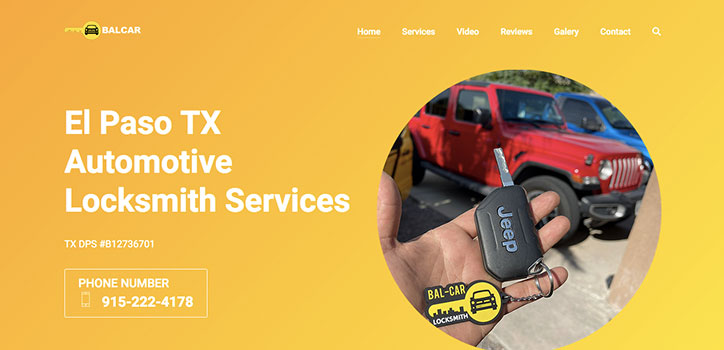 BALCAR
Home Services Video Reviews Galery Contact
El Paso TX
Automotive
Locksmith Services
TX DPS #B12736701
PHONE NUMBER
915-222-4178
Jeep
BAL-CAR
LOCKSMITH